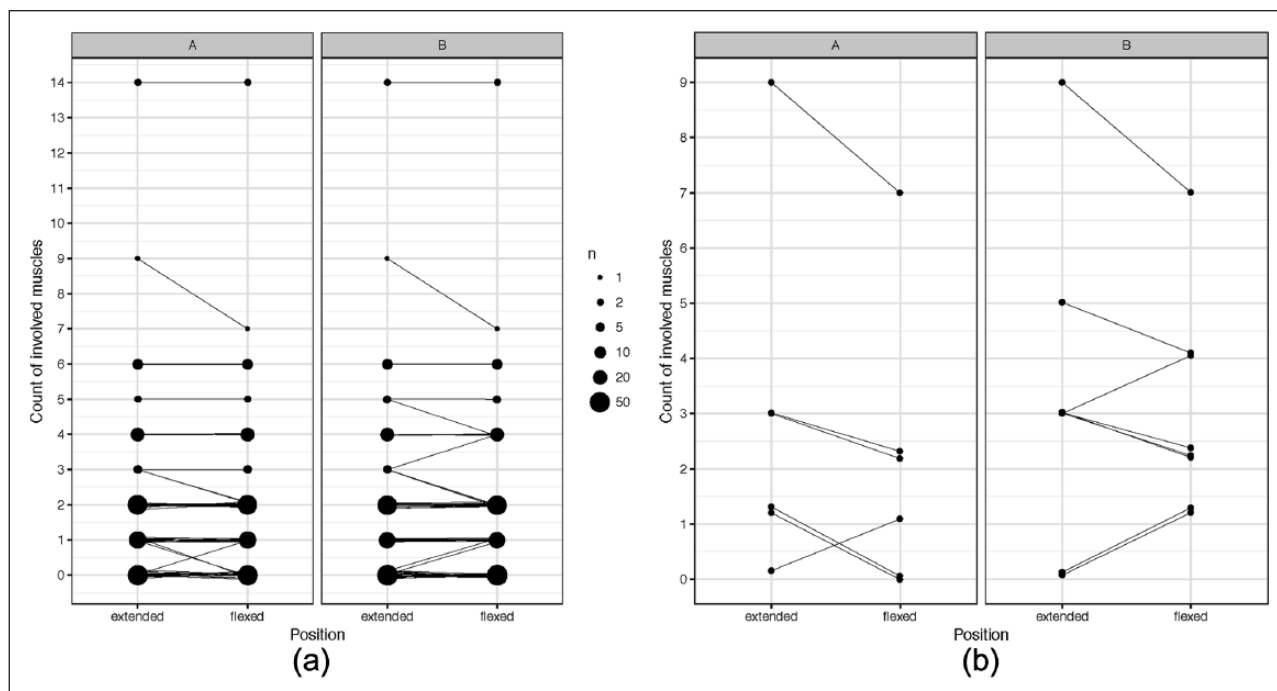 A
B
14
13
12
11
10
9
8
7
6
5
4
3
2
1
0
Count of involved muscles
extended
flexed
extended
flexed
Position
(a)
n
1
2
5
10
20
50
A
B
9
8
7
6
5
4
3
2
1
0
Count of involved muscles
extended
flexed
extended
flexed
Position
(b)